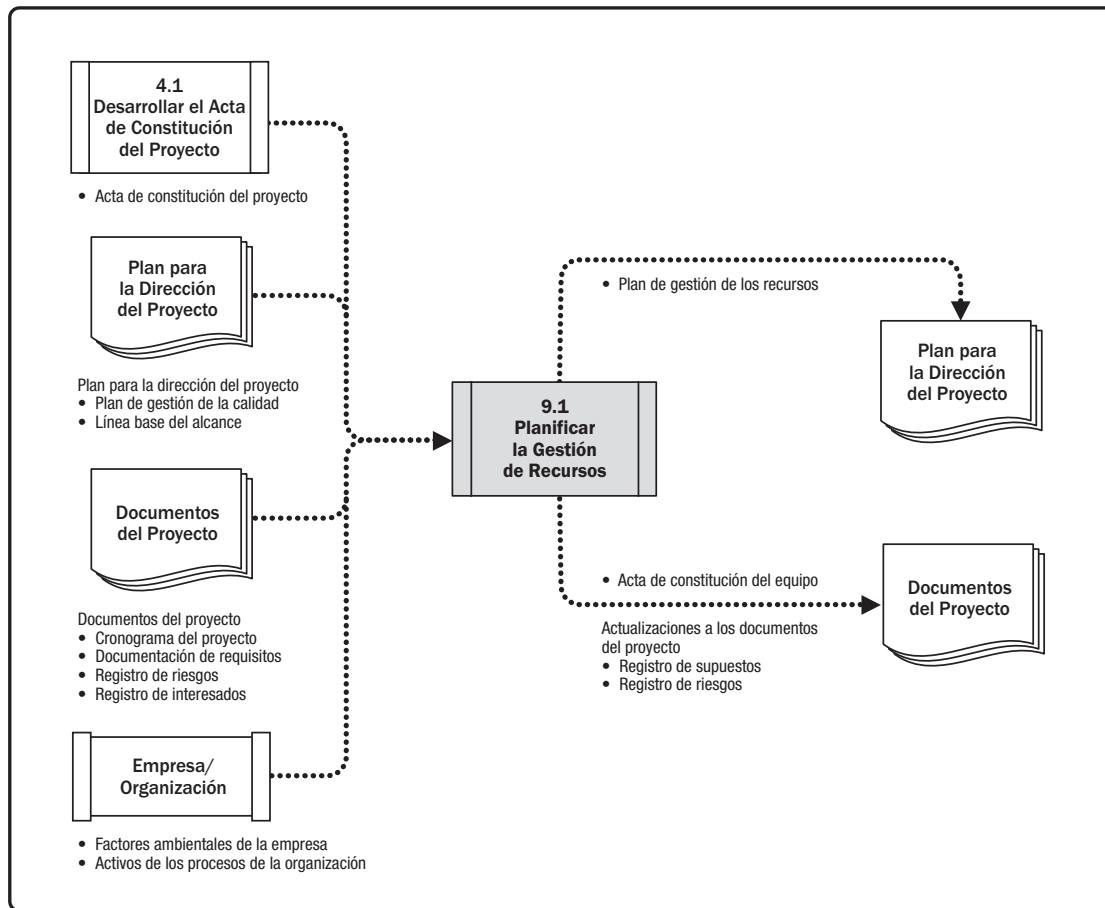 4.1
Desarrollar el Acta
de Constitución
del Proyecto
• Acta de constitución del proyecto
Plan para
la Dirección
del Proyecto
Plan para la dirección del proyecto
• Plan de gestión de la calidad
• Línea base del alcance
Documentos
del Proyecto
Documentos del proyecto
• Cronograma del proyecto
• Documentación de requisitos
• Registro de riesgos
• Registro de interesados
Empresa/
Organización
• Factores ambientales de la empresa
• Activos de los procesos de la organización
9.1
Planificar
la Gestión
de Recursos
• Plan de gestión de los recursos
Plan para
la Dirección
del Proyecto
• Acta de constitución del equipo
Actualizaciones a los documentos
del proyecto
• Registro de supuestos
• Registro de riesgos
Documentos
del Proyecto